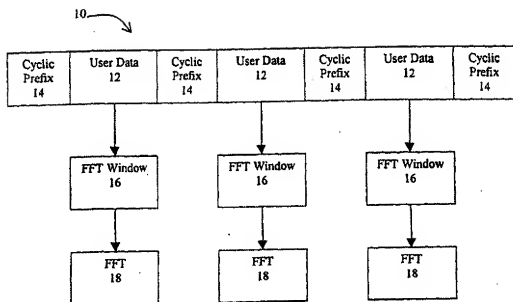 10
Cyclic Prefix 14
User Data 12
Cyclic Prefix 14
User Data 12
Cyclic Prefix 14
User Data 12
Cyclic Prefix 14
FFT Window 16
FFT Window 16
FFT Window 16
FFT 18
FFT 18
FFT 18